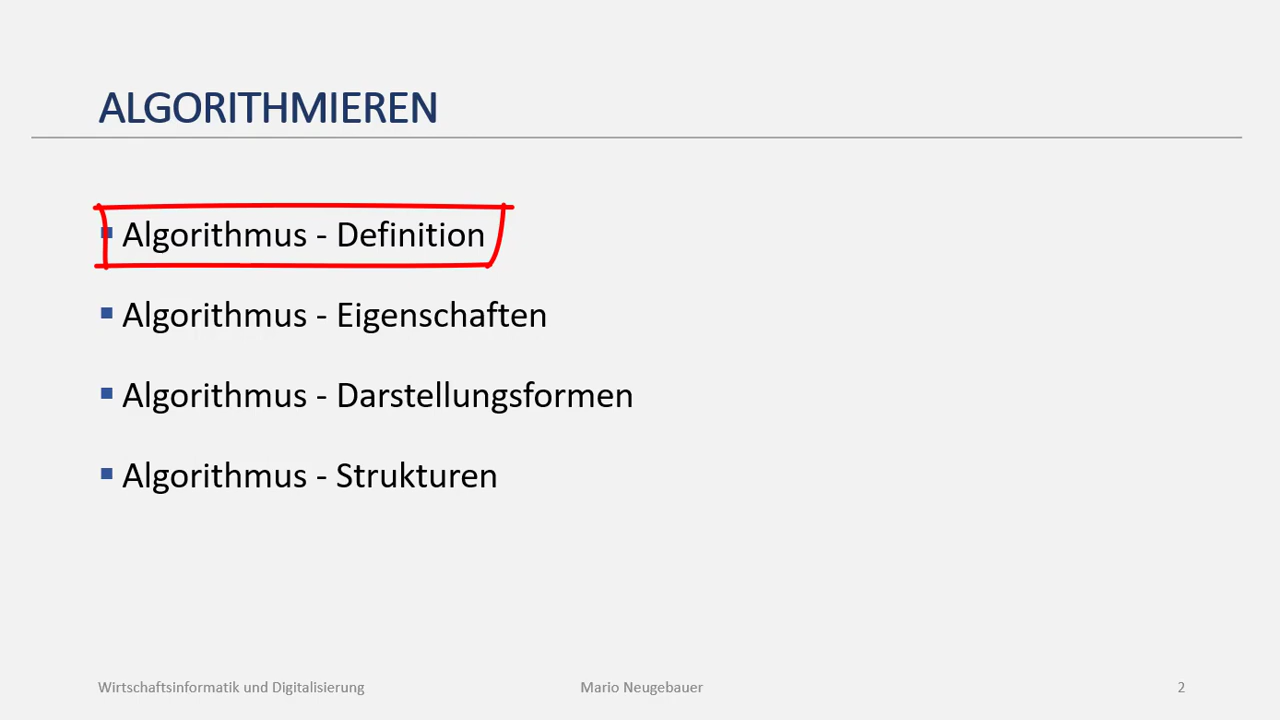 ALGORITHMIEREN
Algorithmus - Definition
Algorithmus - Eigenschaften
Algorithmus - Darstellungsformen
Algorithmus - Strukturen
Wirtschaftsinformatik und Digitalisierung
Mario Neugebauer
2